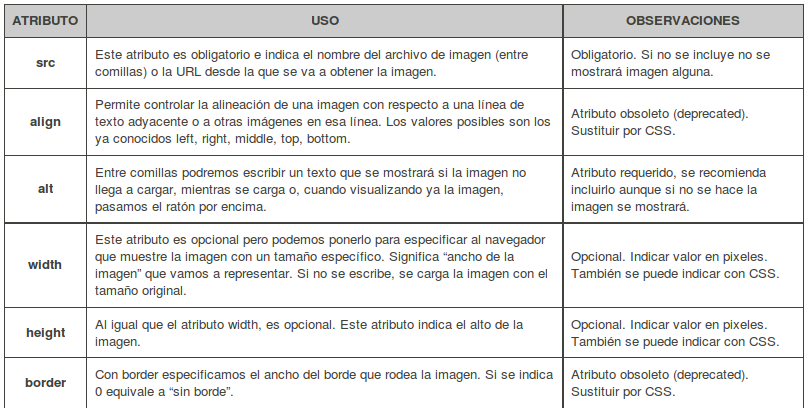 ATRIBUTO USO OBSERVACIONES
src
Este atributo es obligatorio e indica el nombre del archivo de imagen (entre
comillas) o la URL desde la que se va a obtener la imagen.
Obligatorio. Si no se incluye no se
mostrará imagen alguna.
align
Permite controlar la alineación de una imagen con respecto a una línea de
texto adyacente o a otras imágenes en esa línea. Los valores posibles son los
ya conocidos left, right, middle, top, bottom.
Atributo obsoleto (deprecated).
Sustituir por CSS.
alt
Entre comillas podremos escribir un texto que se mostrará si la imagen no
llega a cargar, mientras se carga o, cuando visualizando ya la imagen,
pasamos el ratón por encima.
Atributo requerido, se recomienda
incluirlo aunque si no se hace la
imagen se mostrará.
width
Este atributo es opcional pero podemos ponerlo para especificar al navegador
que muestre la imagen con un tamaño específico. Significa “ancho de la
imagen” que vamos a representar. Si no se escribe, se carga la imagen con el
tamaño original.
Opcional. Indicar valor en pixeles.
También se puede indicar con CSS.
height
Al igual que el atributo width, es opcional. Este atributo indica el alto de la
imagen.
Opcional. Indicar valor en pixeles.
También se puede indicar con CSS.
border
Con border especificamos el ancho del borde que rodea la imagen. Si se indica
0 equivale a “sin borde”.
Atributo obsoleto (deprecated).
Sustituir por CSS.